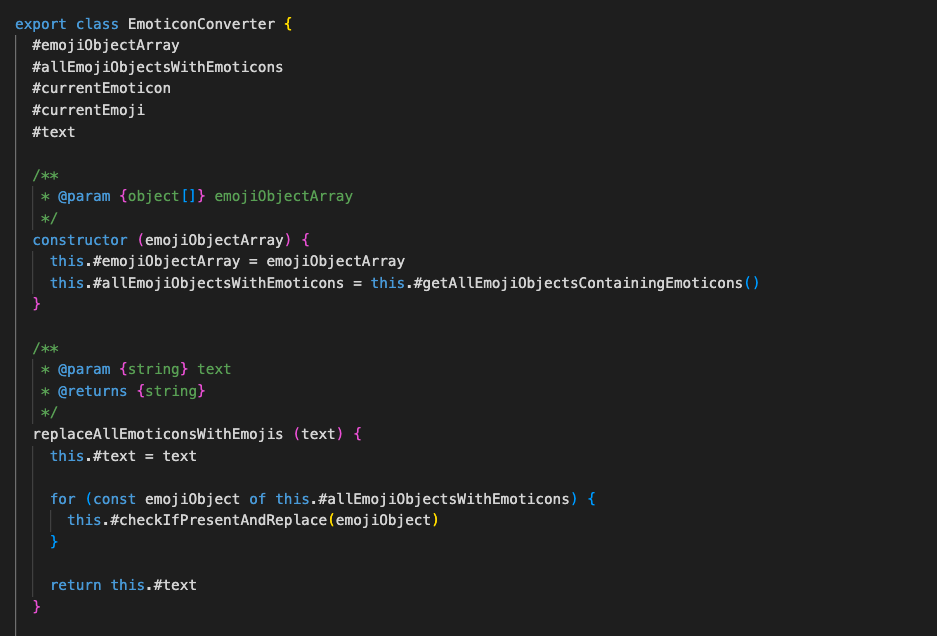 export class EmoticonConverter {
#emojiObjectArray
#allEmojiObjectsWithEmoticons
#currentEmoticon
#currentEmoji
#text
/**
* @param {object[]} emojiObjectArray
*/
constructor (emojiObjectArray) {
this.#emojiObjectArray = emojiObjectArray
this.#allEmojiObjectsWithEmoticons = this.#getAllEmojiObjectsContainingEmoticons()
}
/**
* @param {string} text
* @returns {string}
*/
replaceAllEmoticonsWithEmojis (text) {
this.#text = text
for (const emojiObject of this.#allEmojiObjectsWithEmoticons) {
this.#checkIfPresentAndReplace(emojiObject)
}
return this.#text
}